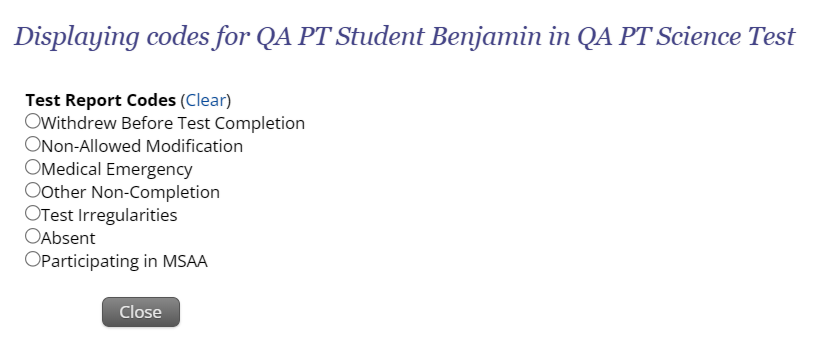 Displaying codes for QA PT Student Benjamin in QA PT Science Test
Test Report Codes (Clear)
Withdrew Before Test Completion
Non-Allowed Modification
Medical Emergency
Other Non-Completion
Test Irregularities
Absent
Participating in MSAA
Close